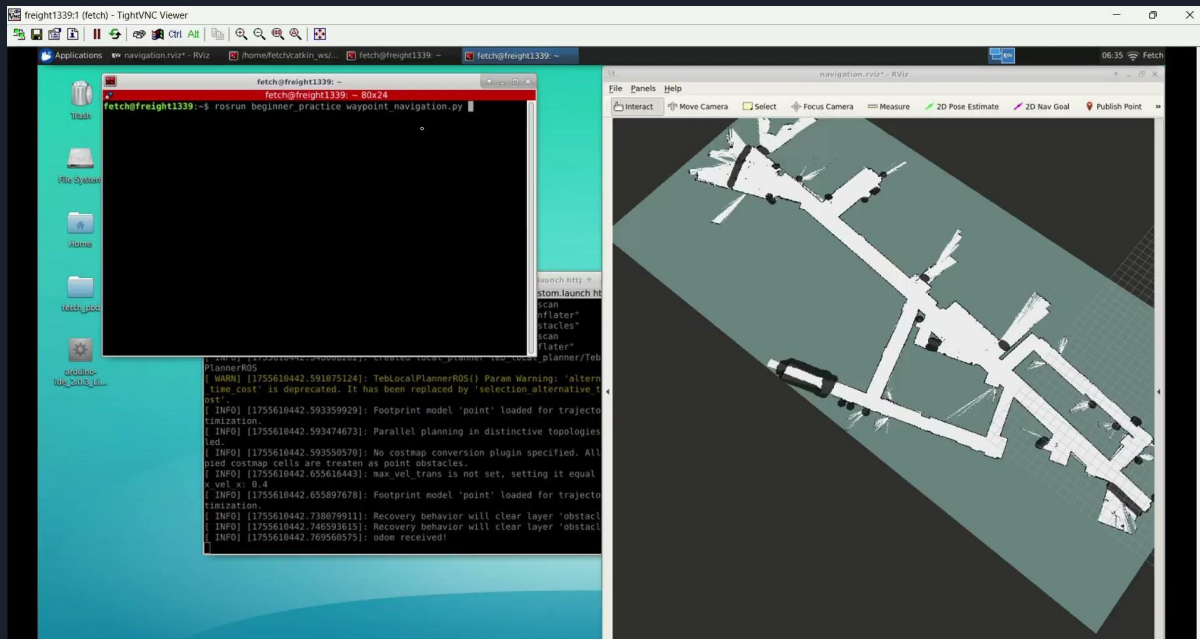 freight1339:1 (fetch) - TightVNC Viewer
Ctrl Alt
Applications navigation.rviz* - RViz /home/fetch/catkin_ws/... fetch@freight1339: ~ fetch@freight1339: ~ 06:35 Fetch
Trash
File System
Home
fetch_pbd
arduino-
ide_2.0.3_Li...
fetch@freight1339: ~
fetch@freight1339: ~ 80x24
fetch@freight1339:~$ rosrun beginner_practice waypoint_navigation.py
launch http
stom.launch ht
scan
nflater"
stacles"
scan
flater"
PlannerROS
[ WARN] [1755610442.591075124]: TebLocalPlannerROS() Param Warning: 'altern
_time_cost' is deprecated. It has been replaced by 'selection_alternative_t
ost'.
[ INFO] [1755610442.593359929]: Footprint model 'point' loaded for trajecto
timization.
[ INFO] [1755610442.593474673]: Parallel planning in distinctive topologies
led.
[ INFO] [1755610442.593550570]: No costmap conversion plugin specified. All
pied costmap cells are treaten as point obstacles.
[ INFO] [1755610442.655616443]: max_vel_trans is not set, setting it equal
x_vel_x: 0.4
[ INFO] [1755610442.655897678]: Footprint model 'point' loaded for trajecto
timization.
[ INFO] [1755610442.738079911]: Recovery behavior will clear layer 'obstacl
[ INFO] [1755610442.746593615]: Recovery behavior will clear layer 'obstacl
[ INFO] [1755610442.769560575]: odom received!
navigation.rviz* - RViz
File Panels Help
Interact Move Camera Select Focus Camera Measure 2D Pose Estimate 2D Nav Goal Publish Point »